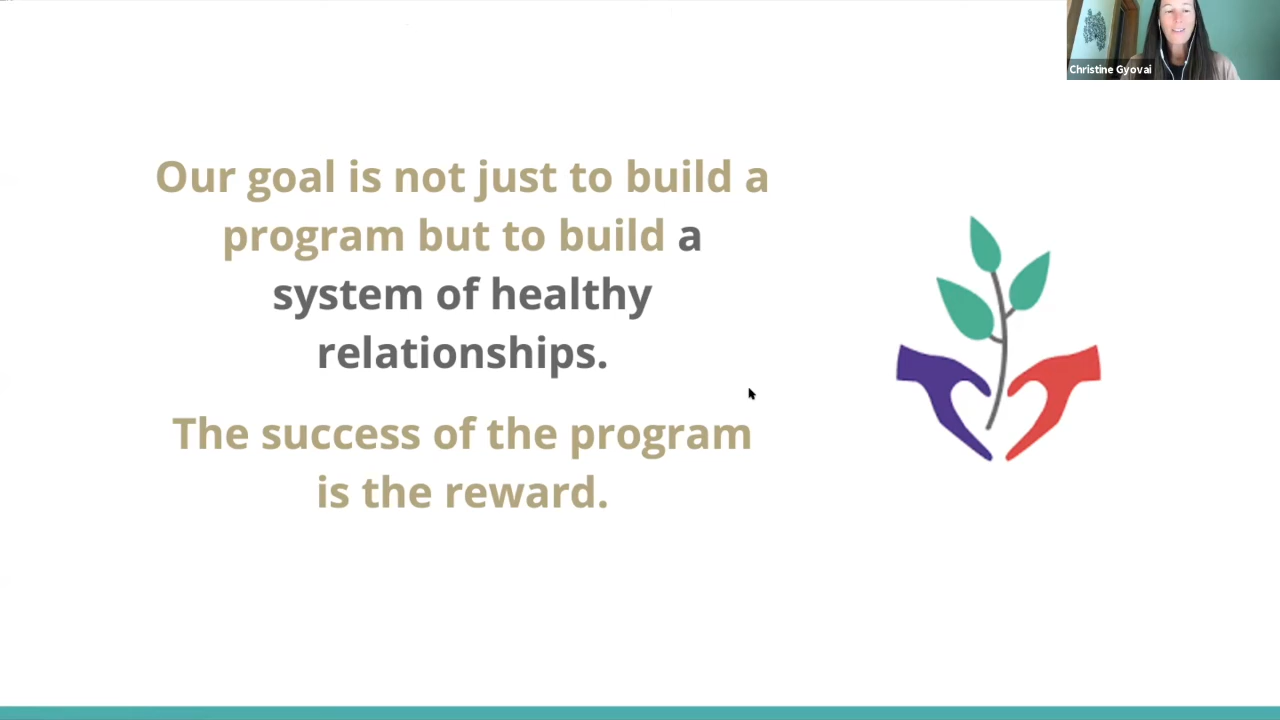 Christine Gyovai
Our goal is not just to build a
program but to build a
system of healthy
relationships.
The success of the program
is the reward.